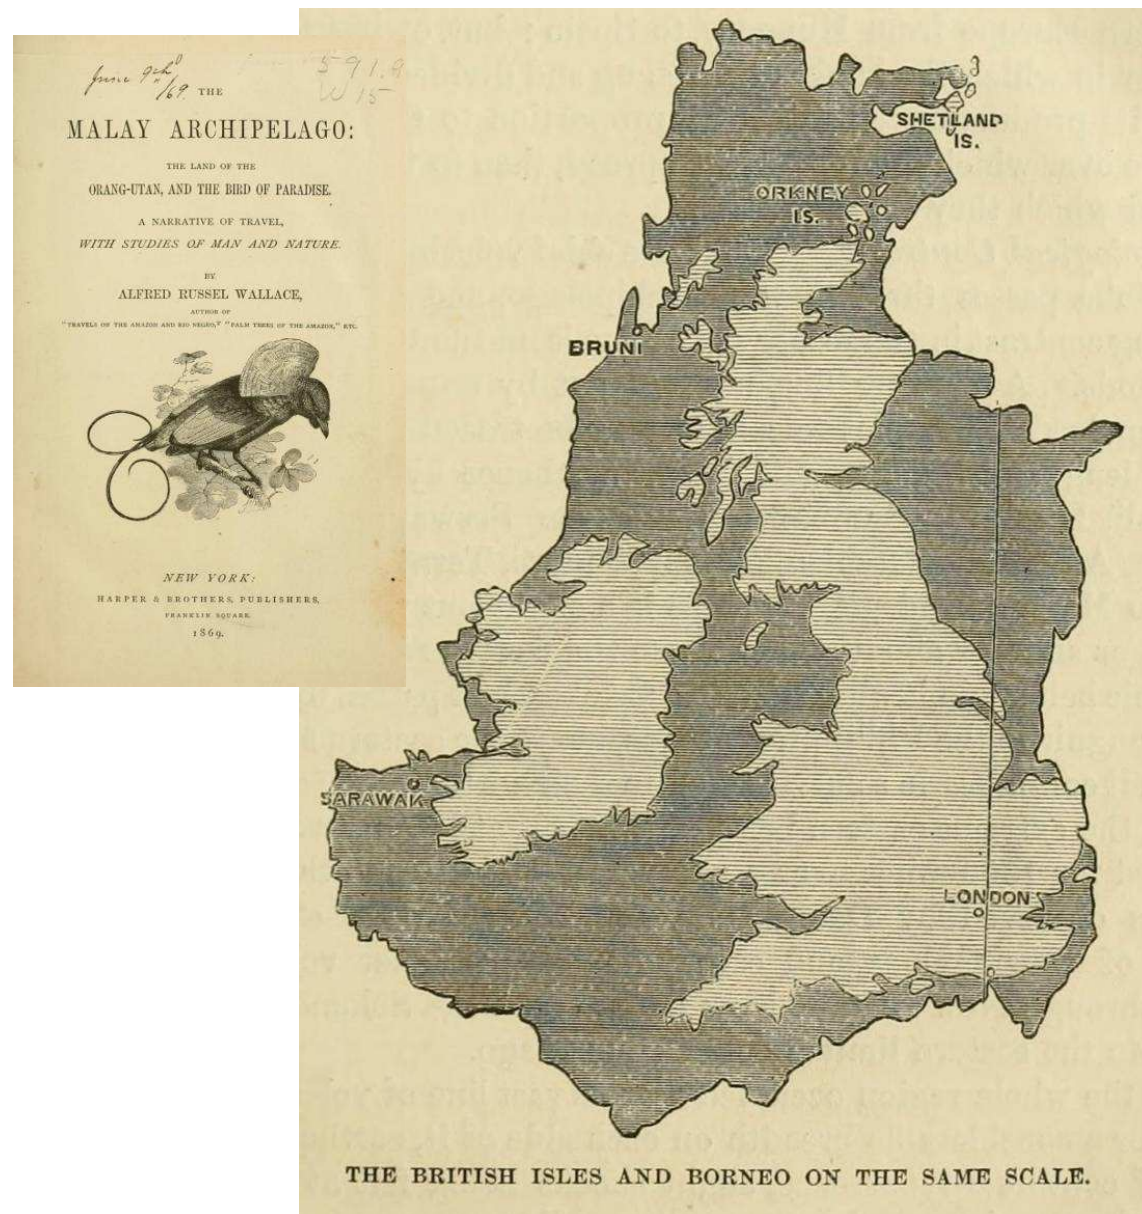 June 9th
/69.
591.9
W 15
THE
MALAY ARCHIPELAGO:
THE LAND OF THE
ORANG-UTAN, AND THE BIRD OF PARADISE.
A NARRATIVE OF TRAVEL,
WITH STUDIES OF MAN AND NATURE.
BY
ALFRED RUSSEL WALLACE,
AUTHOR OF
"TRAVELS ON THE AMAZON AND RIO NEGRO," "PALM TREES OF THE AMAZON," ETC.
NEW YORK:
HARPER & BROTHERS, PUBLISHERS,
FRANKLIN SQUARE.
1869.
SHETLAND
IS.
ORKNEY
IS.
BRUNI
SARAWAK
LONDON
THE BRITISH ISLES AND BORNEO ON THE SAME SCALE.